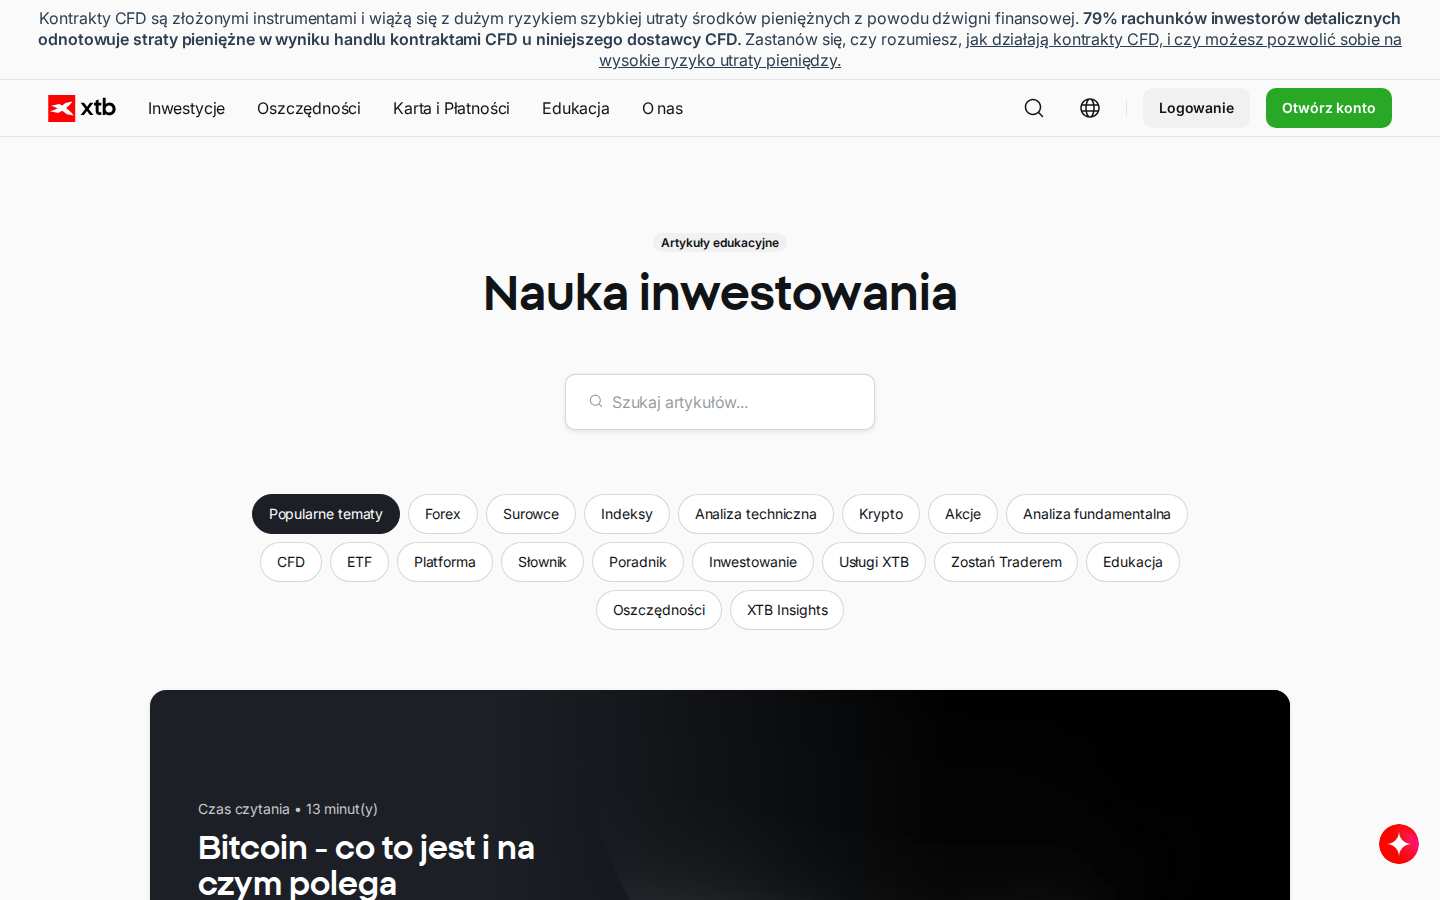 Kontrakty CFD są złożonymi instrumentami i wiążą się z dużym ryzykiem szybkiej utraty środków pieniężnych z powodu dźwigni finansowej. 79% rachunków inwestorów detalicznych
odnotowuje straty pieniężne w wyniku handlu kontraktami CFD u niniejszego dostawcy CFD. Zastanów się, czy rozumiesz, jak działają kontrakty CFD, i czy możesz pozwolić sobie na
wysokie ryzyko utraty pieniędzy.
xtb Inwestycje Oszczędności Karta i Płatności Edukacja O nas Logowanie Otwórz konto
Artykuły edukacyjne
Nauka inwestowania
Szukaj artykułów...
Popularne tematy Forex Surowce Indeksy Analiza techniczna Krypto Akcje Analiza fundamentalna
CFD ETF Platforma Słownik Poradnik Inwestowanie Usługi XTB Zostań Traderem Edukacja
Oszczędności XTB Insights
Czas czytania • 13 minut(y)
Bitcoin - co to jest i na
czym polega